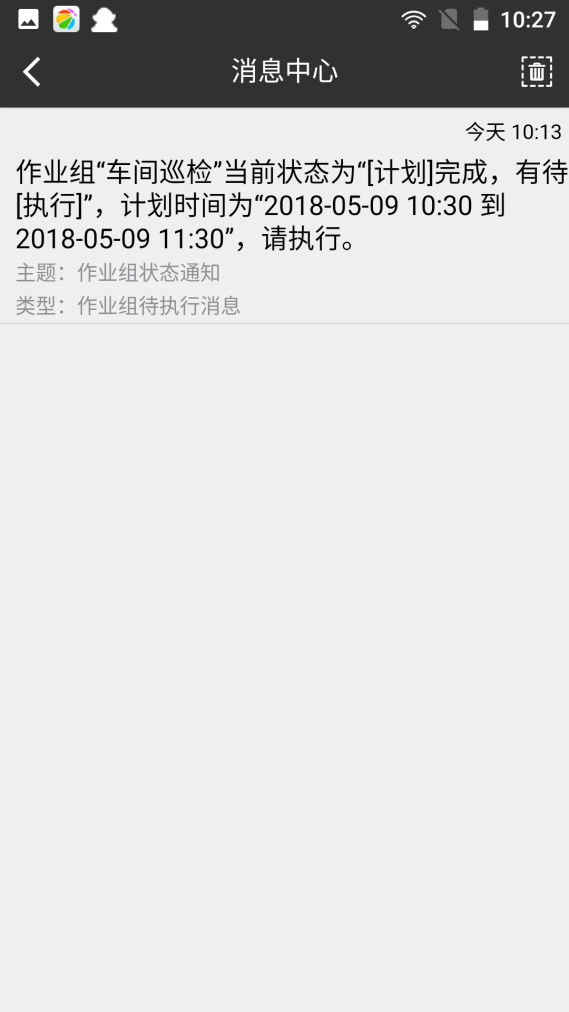 10:27
消息中心
今天 10:13
作业组“车间巡检”当前状态为“[计划]完成，有待
[执行]”，计划时间为“2018-05-09 10:30 到
2018-05-09 11:30”，请执行。
主题：作业组状态通知
类型：作业组待执行消息